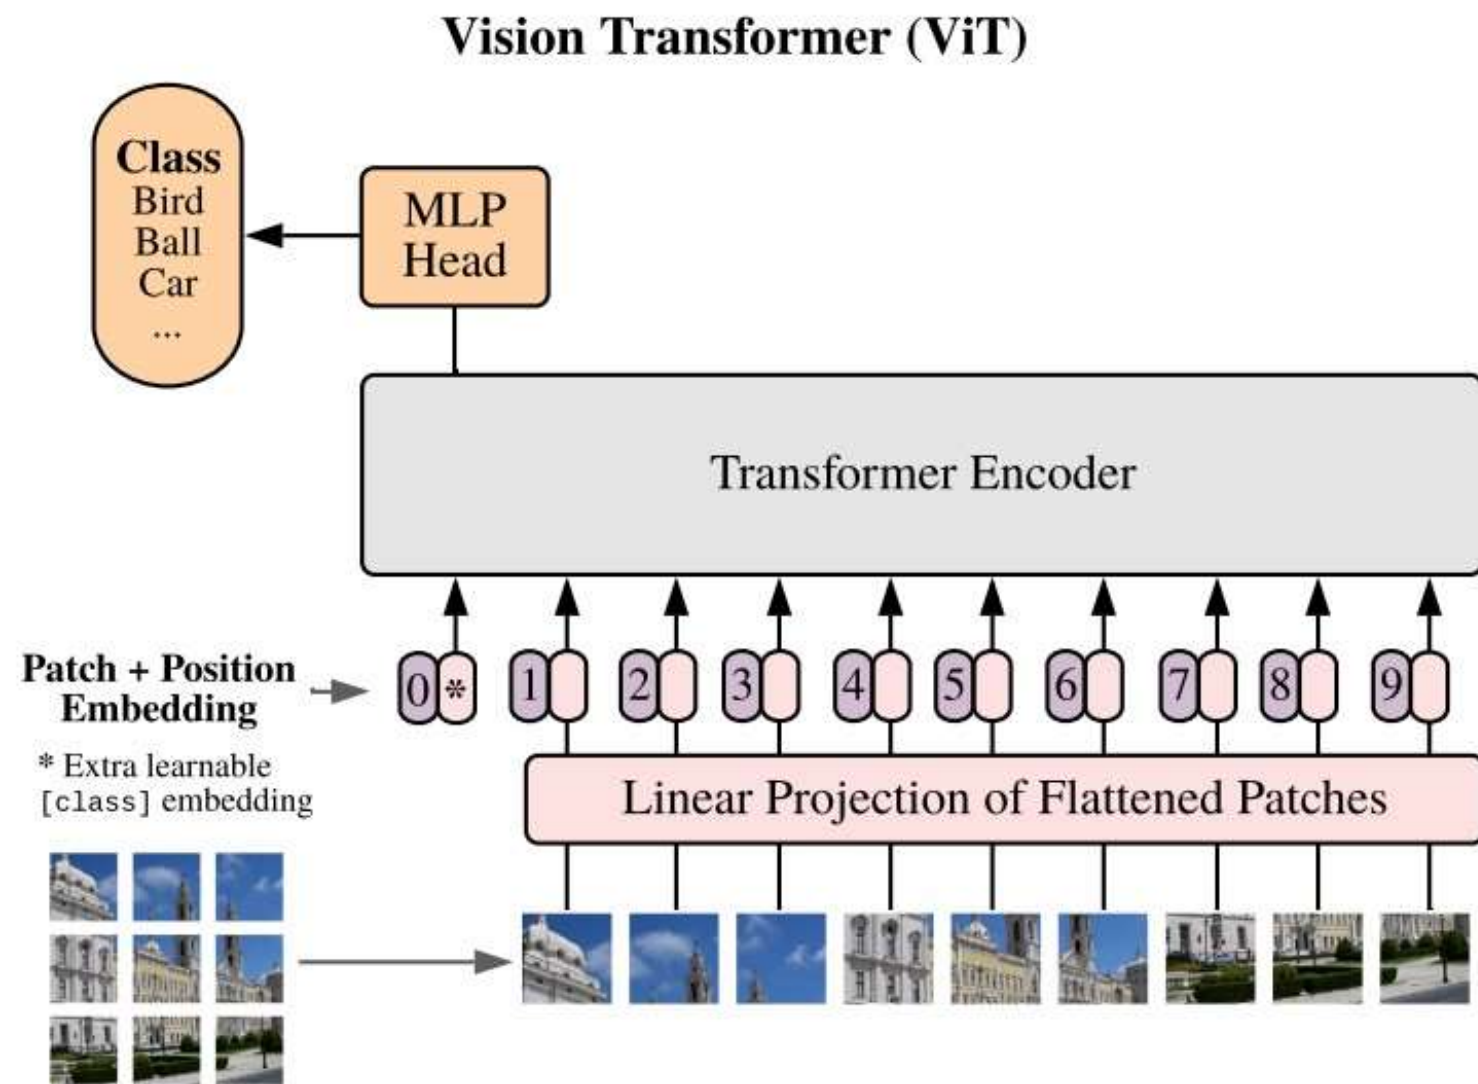 Vision Transformer (ViT)
Class
Bird
Ball
Car
...
MLP
Head
Transformer Encoder
Patch + Position
Embedding
0 * 1 2 3 4 5 6 7 8 9
* Extra learnable
[class] embedding
Linear Projection of Flattened Patches